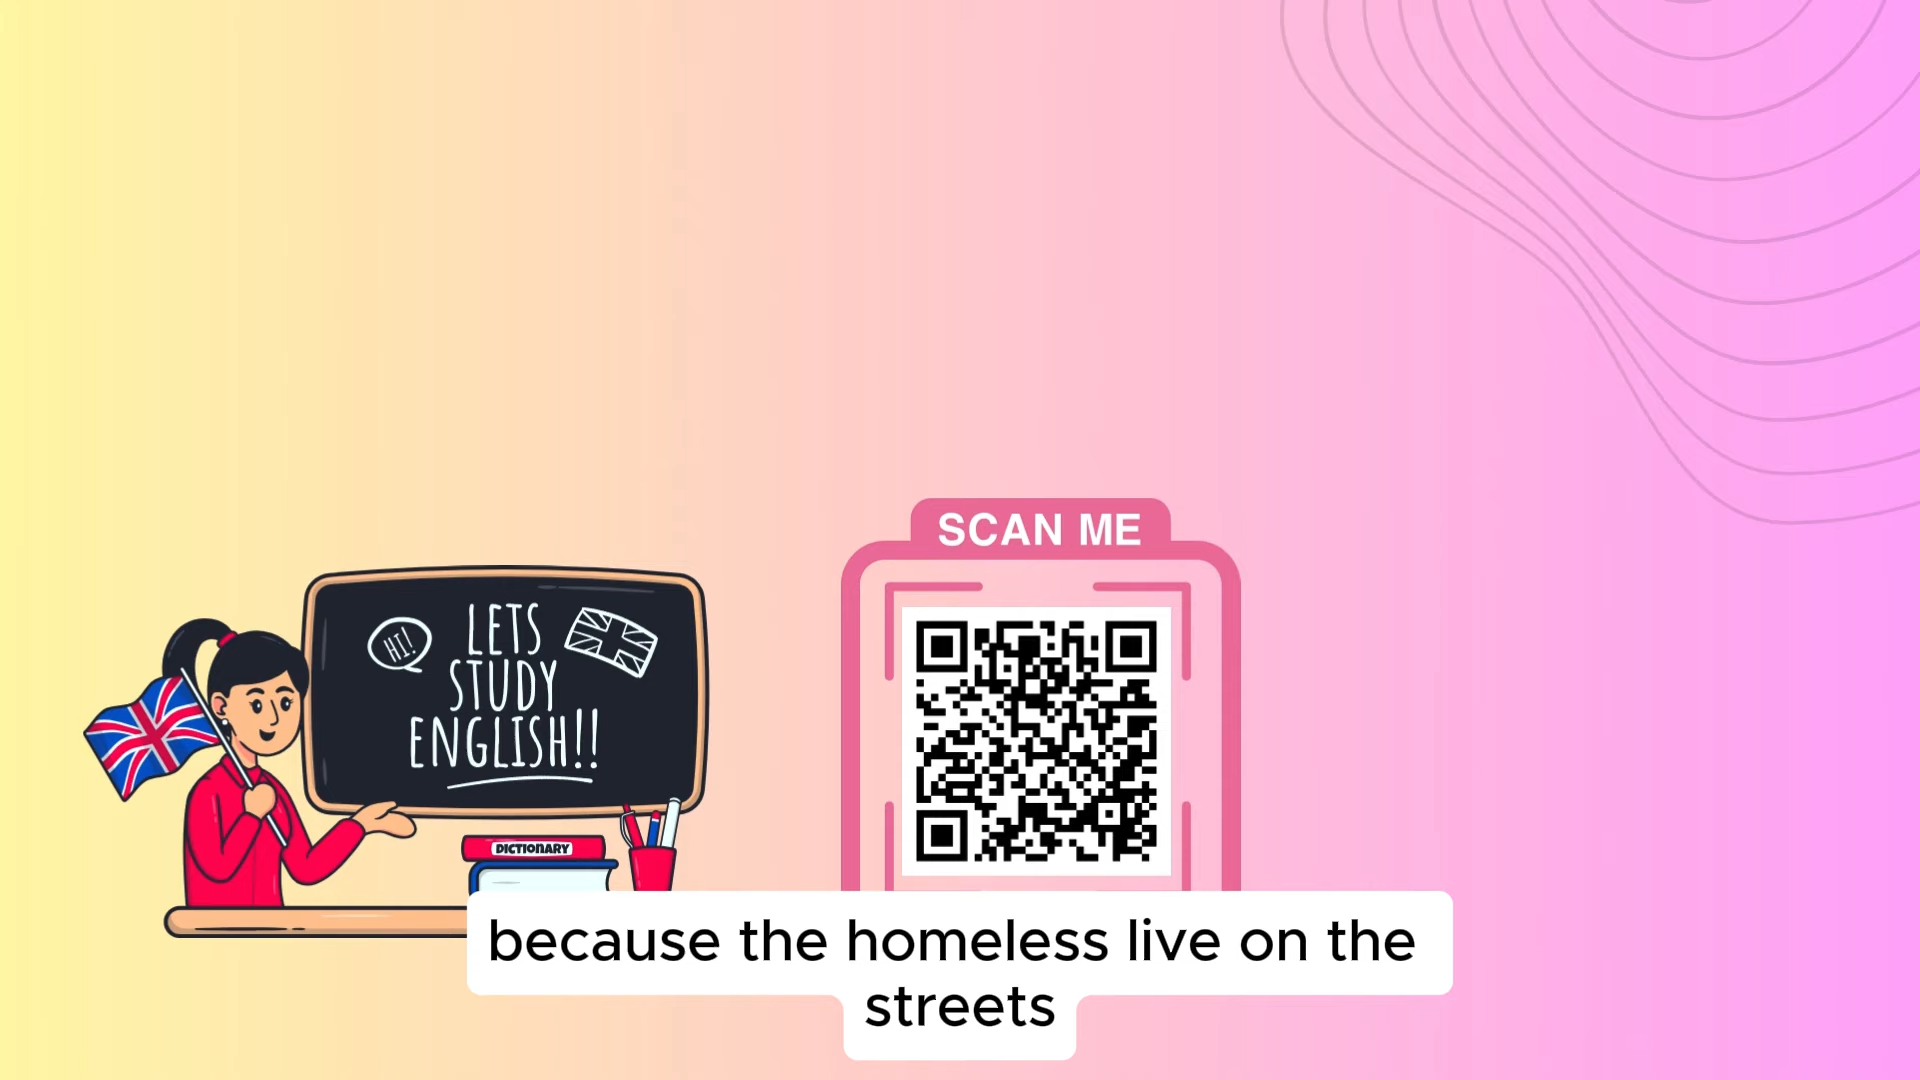 SCAN ME
HI!
LETS
STUDY
ENGLISH!!
DICTIONARY
because the homeless live on the
streets